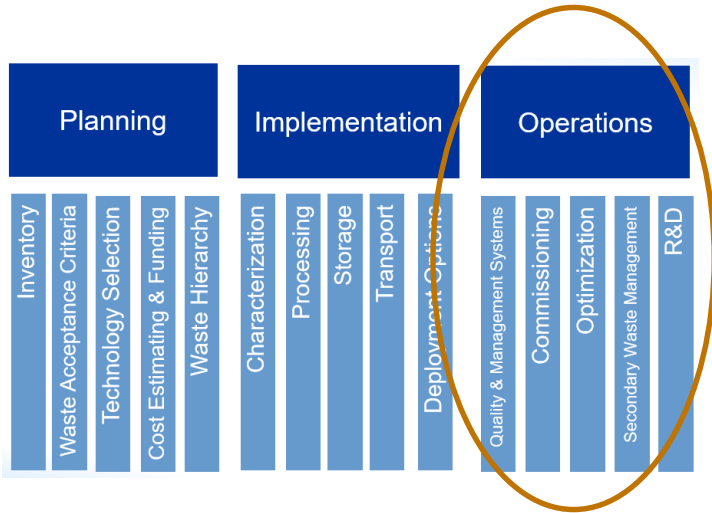 Planning
Implementation
Operations
Inventory
Waste Acceptance Criteria
Technology Selection
Cost Estimating & Funding
Waste Hierarchy
Characterization
Processing
Storage
Transport
Deployment Options
Quality & Management Systems
Commissioning
Optimization
Secondary Waste Management
R&D